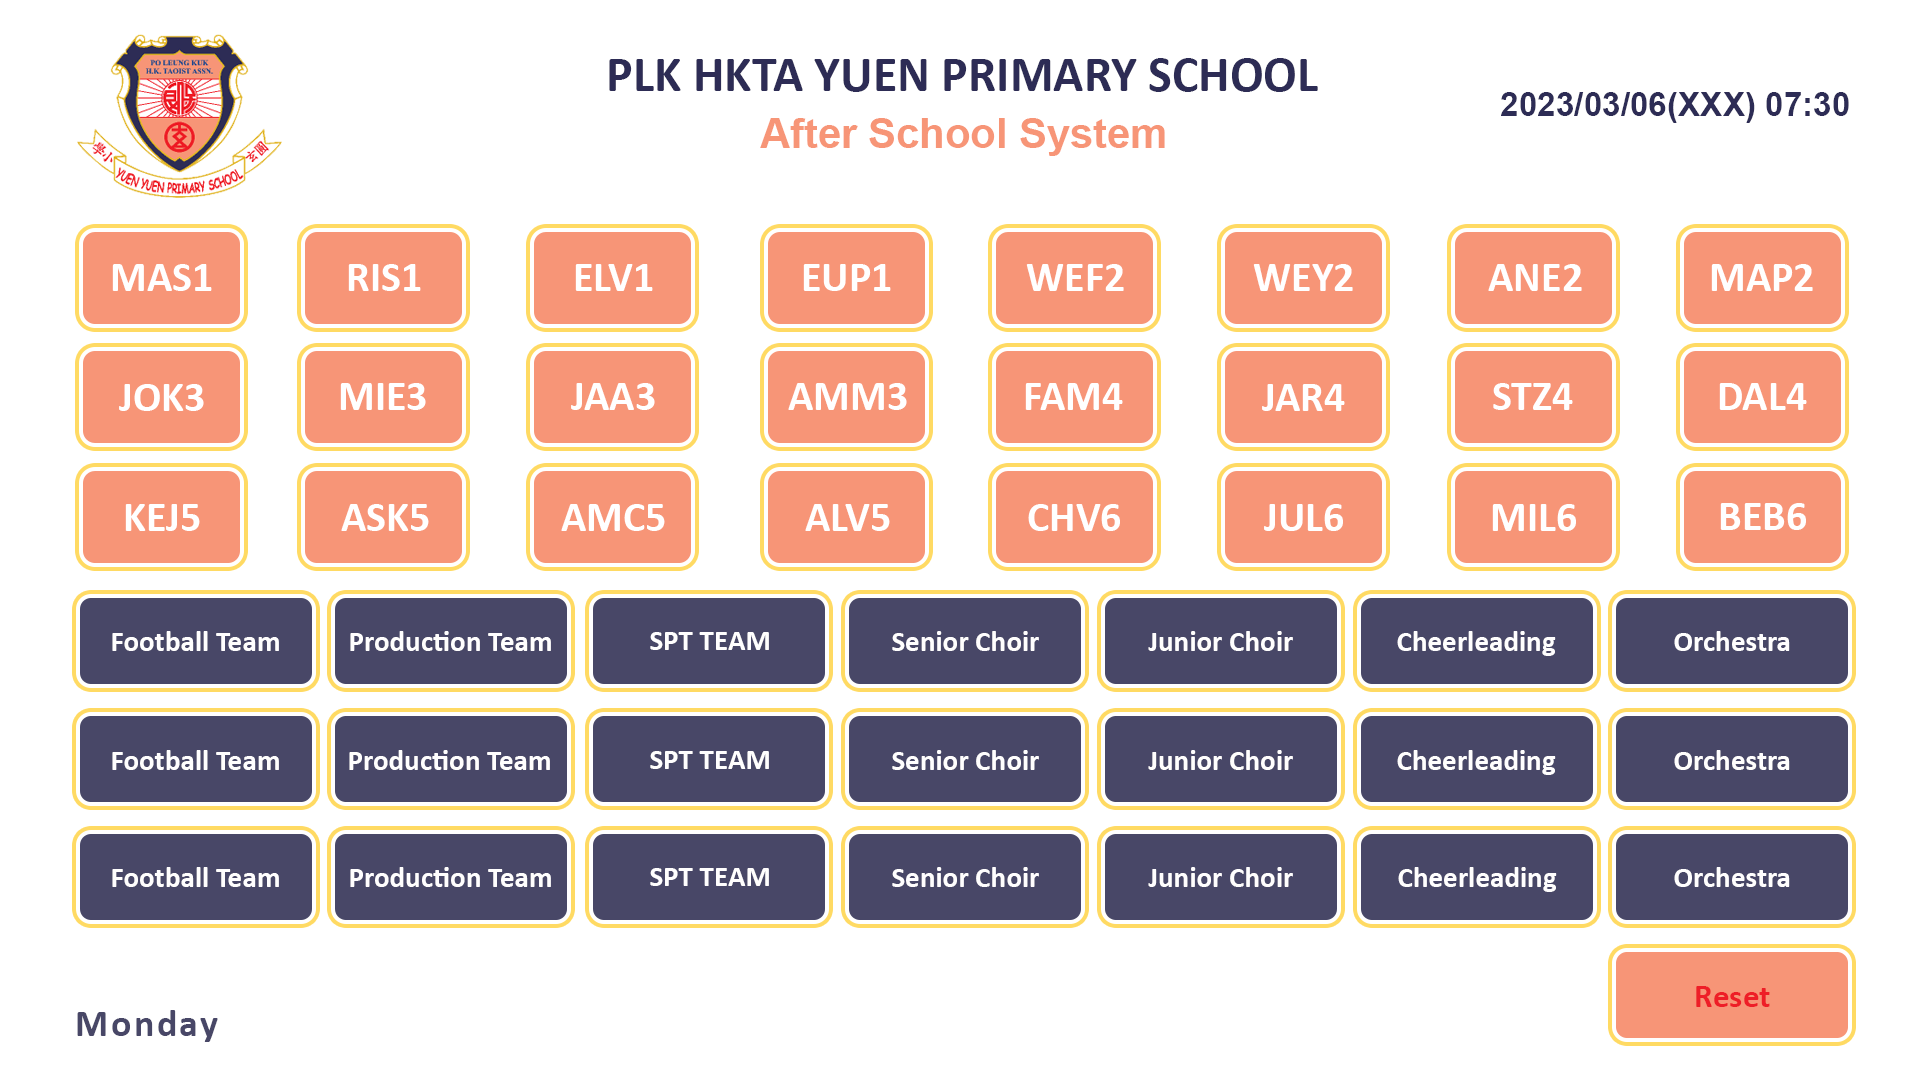 PO LEUNG KUK
H.K. TAOIST ASSN.
學小
玄圓
YUEN YUEN PRIMARY SCHOOL
PLK HKTA YUEN PRIMARY SCHOOL
After School System
2023/03/06(XXX) 07:30
MAS1 RIS1 ELV1 EUP1 WEF2 WEY2 ANE2 MAP2
JOK3 MIE3 JAA3 AMM3 FAM4 JAR4 STZ4 DAL4
KEJ5 ASK5 AMC5 ALV5 CHV6 JUL6 MIL6 BEB6
Football Team Production Team SPT TEAM Senior Choir Junior Choir Cheerleading Orchestra
Football Team Production Team SPT TEAM Senior Choir Junior Choir Cheerleading Orchestra
Football Team Production Team SPT TEAM Senior Choir Junior Choir Cheerleading Orchestra
Reset
Monday